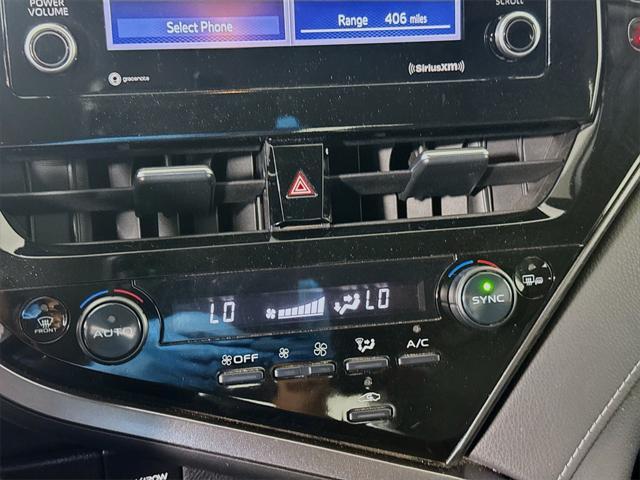 POWER
VOLUME
Select Phone
Range 406 miles
SCROLL
gracenote
((SiriusXM))
LO LO
FRONT
AUTO
SYNC
OFF
A/C